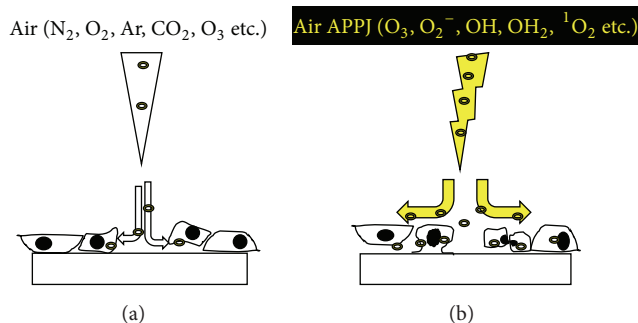 Air (N₂, O₂, Ar, CO₂, O₃ etc.)
Air APPJ (O₃, O₂⁻, OH, OH₂, ¹O₂ etc.)
(a)
(b)